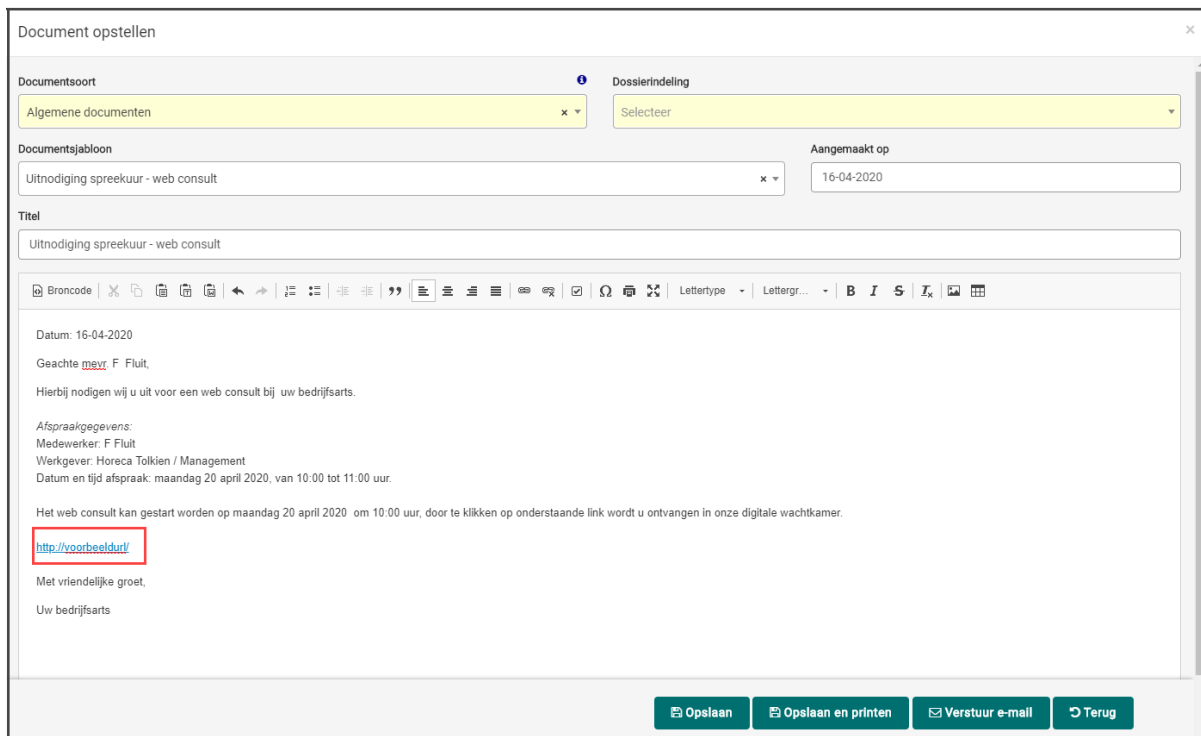 Document opstellen
Documentsoort
Dossierindeling
Algemene documenten
Selecteer
Documentsjabloon
Aangemaakt op
Uitnodiging spreekuur - web consult
16-04-2020
Titel
Uitnodiging spreekuur - web consult
Broncode Lettertype Lettergr...
Datum: 16-04-2020
Geachte mevr. F Fluit,
Hierbij nodigen wij u uit voor een web consult bij uw bedrijfsarts.
Afspraakgegevens:
Medewerker: F Fluit
Werkgever: Horeca Tolkien / Management
Datum en tijd afspraak: maandag 20 april 2020, van 10:00 tot 11:00 uur.
Het web consult kan gestart worden op maandag 20 april 2020 om 10:00 uur, door te klikken op onderstaande link wordt u ontvangen in onze digitale wachtkamer.
http://voorbeeldurl/
Met vriendelijke groet,
Uw bedrijfsarts
Opslaan Opslaan en printen Verstuur e-mail Terug